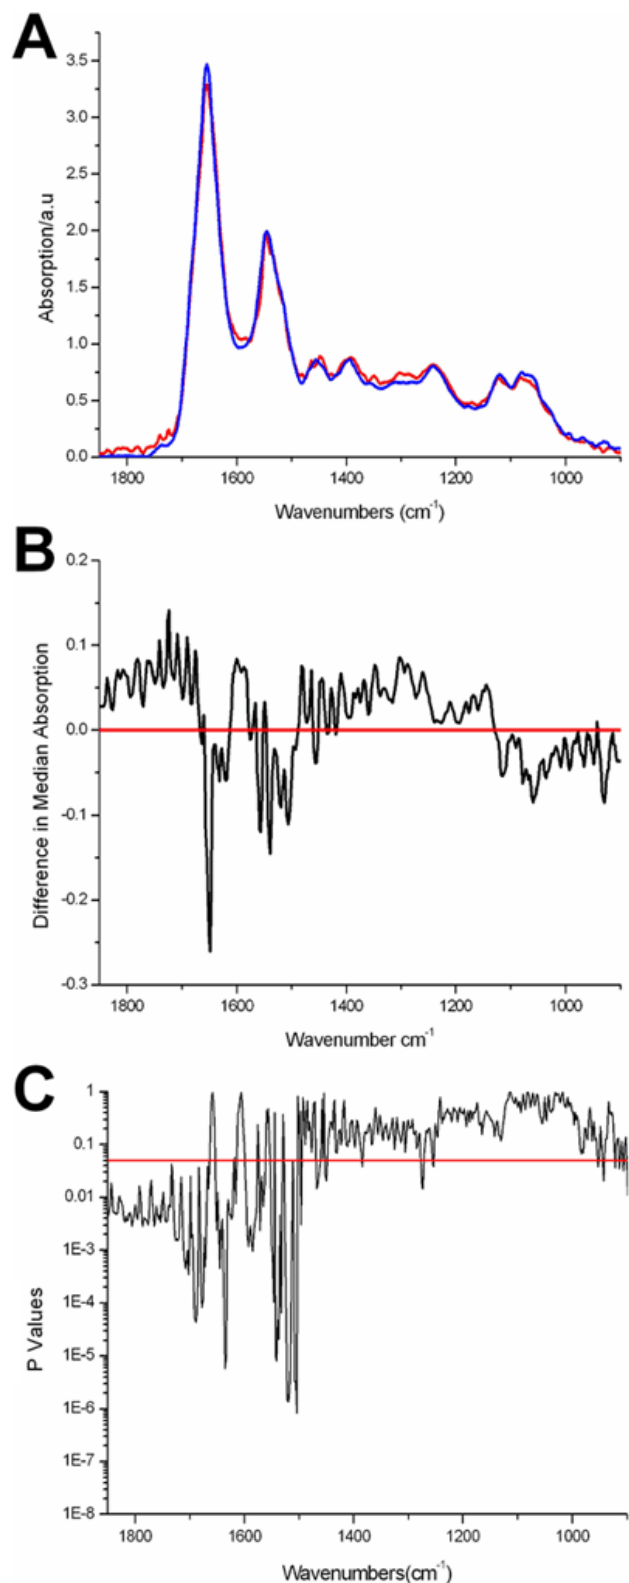 A
3.5
3.0
2.5
2.0
1.5
1.0
0.5
0.0
Absorption/a.u
1800 1600 1400 1200 1000
Wavenumbers (cm-1)
B
0.2
0.1
0.0
-0.1
-0.2
-0.3
Difference in Median Absorption
1800 1600 1400 1200 1000
Wavenumber cm-1
C
1
0.1
0.01
1E-3
1E-4
1E-5
1E-6
1E-7
1E-8
P Values
1800 1600 1400 1200 1000
Wavenumbers(cm-1)